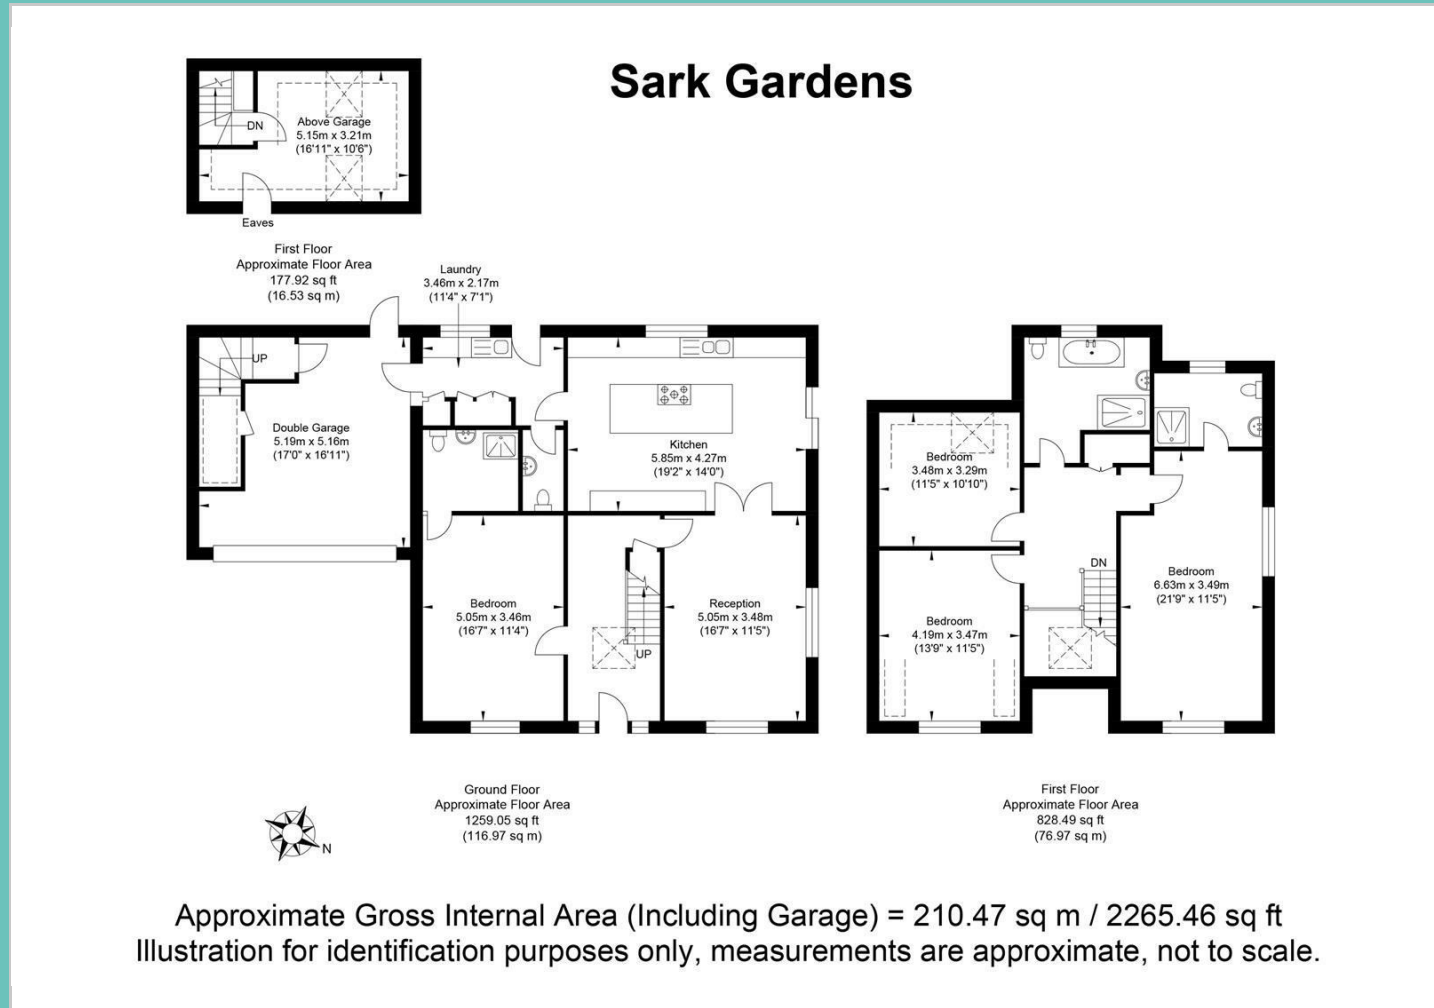 Sark Gardens
DN
Above Garage
5.15m x 3.21m
(16'11" x 10'6")
Eaves
First Floor
Approximate Floor Area
177.92 sq ft
(16.53 sq m)
Laundry
3.46m x 2.17m
(11'4" x 7'1")
UP
Double Garage
5.19m x 5.16m
(17'0" x 16'11")
Kitchen
5.85m x 4.27m
(19'2" x 14'0")
Bedroom
5.05m x 3.46m
(16'7" x 11'4")
UP
Reception
5.05m x 3.48m
(16'7" x 11'5")
Bedroom
3.48m x 3.29m
(11'5" x 10'10")
Bedroom
4.19m x 3.47m
(13'9" x 11'5")
DN
Bedroom
6.63m x 3.49m
(21'9" x 11'5")
Ground Floor
Approximate Floor Area
1259.05 sq ft
(116.97 sq m)
First Floor
Approximate Floor Area
828.49 sq ft
(76.97 sq m)
N
Approximate Gross Internal Area (Including Garage) = 210.47 sq m / 2265.46 sq ft
Illustration for identification purposes only, measurements are approximate, not to scale.